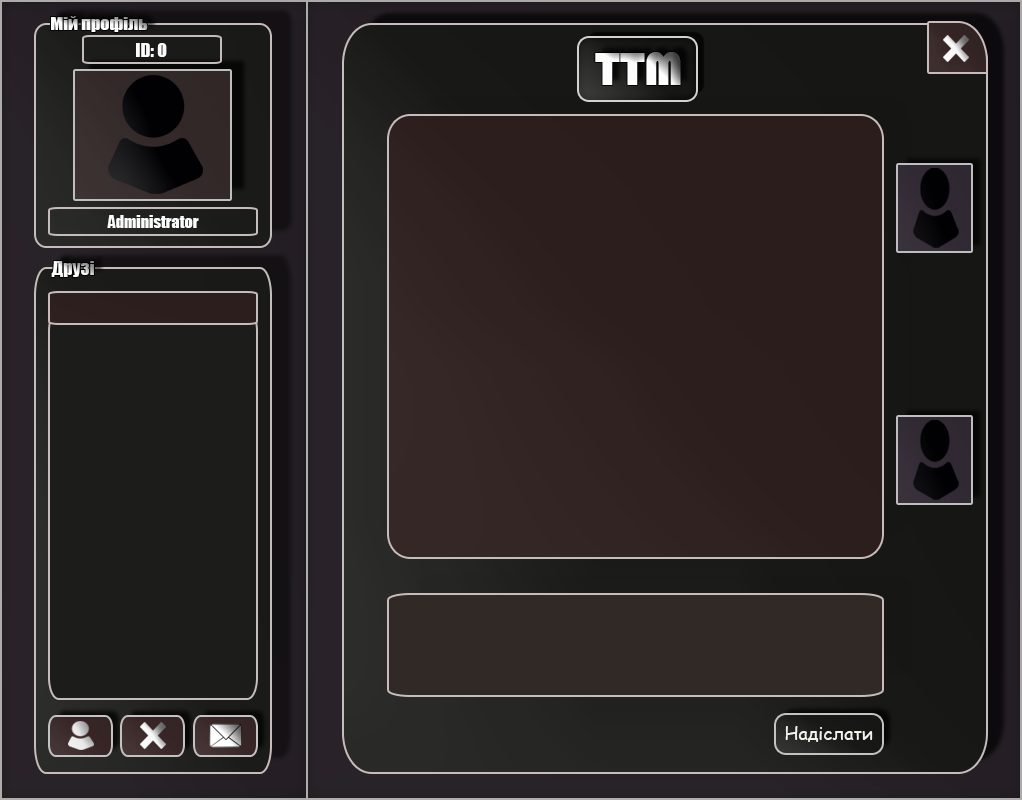 Мій профіль
ID: 0
Administrator
Друзі
TTM
Надіслати